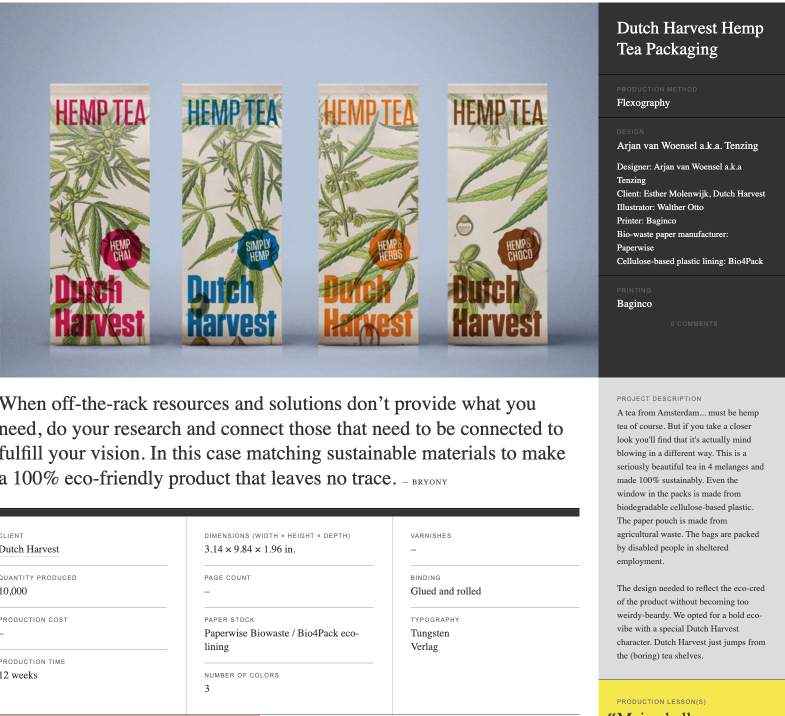 HEMP TEA
HEMP
CHAI
Dutch
Harvest
HEMP TEA
SIMPLY
HEMP
Dutch
Harvest
HEMP TEA
HEMP&
HERBS
Dutch
Harvest
HEMP TEA
HEMP&
CHOCO
Dutch
Harvest
Dutch Harvest Hemp
Tea Packaging
PRODUCTION METHOD
Flexography
DESIGN
Arjan van Woensel a.k.a. Tenzing
Designer: Arjan van Woensel a.k.a
Tenzing
Client: Esther Molenwijk, Dutch Harvest
Illustrator: Walther Otto
Printer: Baginco
Bio-waste paper manufacturer:
Paperwise
Cellulose-based plastic lining: Bio4Pack
PRINTING
Baginco
0 COMMENTS
When off-the-rack resources and solutions don't provide what you
need, do your research and connect those that need to be connected to
fulfill your vision. In this case matching sustainable materials to make
a 100% eco-friendly product that leaves no trace. – BRYONY
CLIENT
Dutch Harvest
QUANTITY PRODUCED
10,000
PRODUCTION COST
–
PRODUCTION TIME
12 weeks
DIMENSIONS (WIDTH × HEIGHT × DEPTH)
3.14 × 9.84 × 1.96 in.
PAGE COUNT
–
PAPER STOCK
Paperwise Biowaste / Bio4Pack eco-
lining
NUMBER OF COLORS
3
VARNISHES
–
BINDING
Glued and rolled
TYPOGRAPHY
Tungsten
Verlag
PROJECT DESCRIPTION
A tea from Amsterdam... must be hemp
tea of course. But if you take a closer
look you'll find that it's actually mind
blowing in a different way. This is a
seriously beautiful tea in 4 melanges and
made 100% sustainably. Even the
window in the packs is made from
biodegradable cellulose-based plastic.
The paper pouch is made from
agricultural waste. The bags are packed
by disabled people in sheltered
employment.
The design needed to reflect the eco-cred
of the product without becoming too
weirdy-beardy. We opted for a bold eco-
vibe with a special Dutch Harvest
character. Dutch Harvest just jumps from
the (boring) tea shelves.
PRODUCTION LESSON(S)